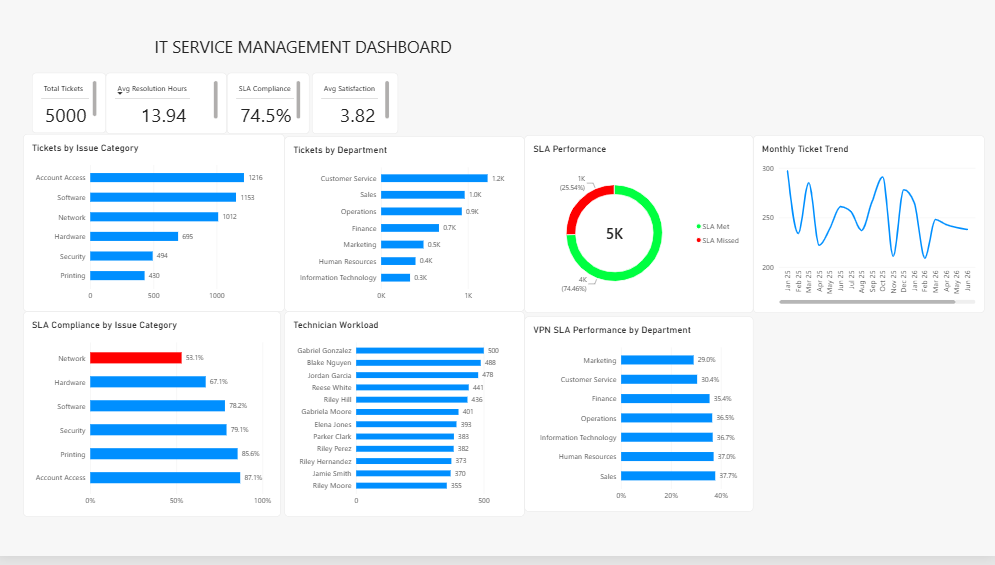 IT SERVICE MANAGEMENT DASHBOARD
Total Tickets
5000
Avg Resolution Hours
13.94
SLA Compliance
74.5%
Avg Satisfaction
3.82
Tickets by Issue Category
Account Access 1216
Software 1153
Network 1012
Hardware 695
Security 494
Printing 430
0 500 1000
Tickets by Department
Customer Service 1.2K
Sales 1.0K
Operations 0.9K
Finance 0.7K
Marketing 0.5K
Human Resources 0.4K
Information Technology 0.3K
0K 1K
SLA Performance
1K
(25.54%)
5K
4K
(74.46%)
SLA Met
SLA Missed
Monthly Ticket Trend
300
250
200
Jan 25
Feb 25
Mar 25
Apr 25
May 25
Jun 25
Jul 25
Aug 25
Sep 25
Oct 25
Nov 25
Dec 25
Jan 26
Feb 26
Mar 26
Apr 26
May 26
Jun 26
SLA Compliance by Issue Category
Network 53.1%
Hardware 67.1%
Software 78.2%
Security 79.1%
Printing 85.6%
Account Access 87.1%
0% 50% 100%
Technician Workload
Gabriel Gonzalez 500
Blake Nguyen 488
Jordan Garcia 478
Reese White 441
Riley Hill 436
Gabriela Moore 401
Elena Jones 393
Parker Clark 383
Riley Perez 382
Riley Hernandez 373
Jamie Smith 370
Riley Moore 355
0 500
VPN SLA Performance by Department
Marketing 29.0%
Customer Service 30.4%
Finance 35.4%
Operations 36.5%
Information Technology 36.7%
Human Resources 37.0%
Sales 37.7%
0% 20% 40%